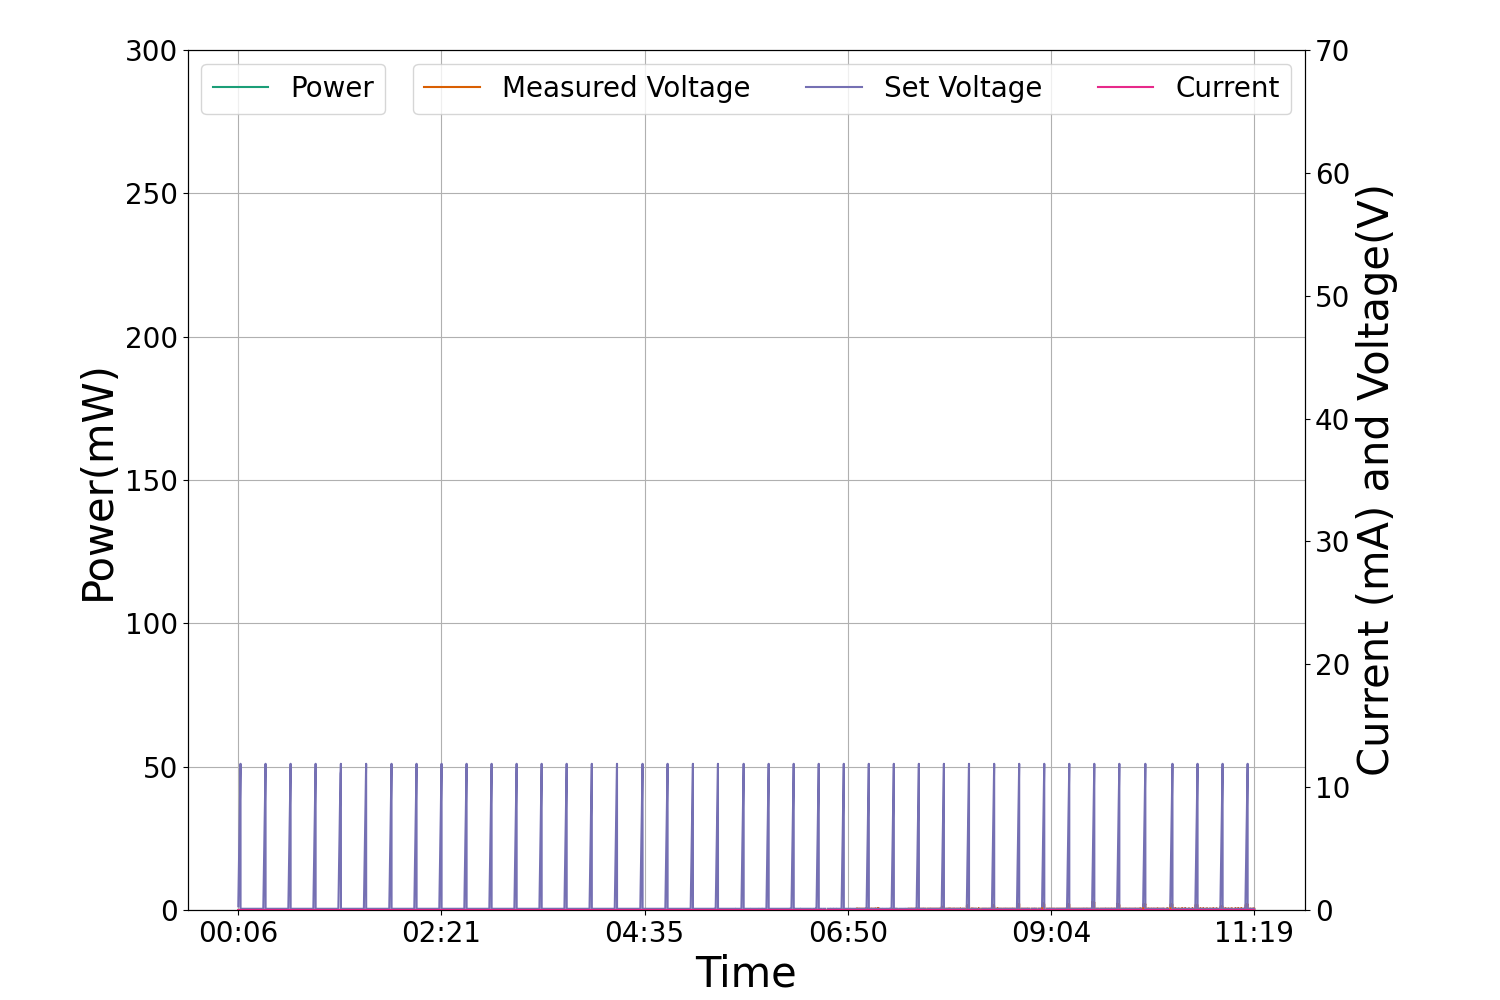 Power
Measured Voltage
Set Voltage
Current
300
250
200
150
100
50
0
Power(mW)
70
60
50
40
30
20
10
0
Current (mA) and Voltage(V)
00:06 02:21 04:35 06:50 09:04 11:19
Time